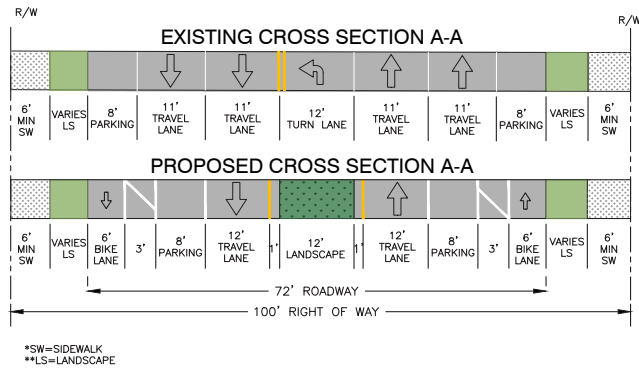 R/W
R/W
EXISTING CROSS SECTION A-A
6' MIN SW
VARIES LS
8' PARKING
11' TRAVEL LANE
11' TRAVEL LANE
12' TURN LANE
11' TRAVEL LANE
11' TRAVEL LANE
8' PARKING
VARIES LS
6' MIN SW
PROPOSED CROSS SECTION A-A
6' MIN SW
VARIES LS
6' BIKE LANE
3'
8' PARKING
12' TRAVEL LANE
1'
12' LANDSCAPE
1'
12' TRAVEL LANE
8' PARKING
3'
6' BIKE LANE
VARIES LS
6' MIN SW
72' ROADWAY
100' RIGHT OF WAY
*SW=SIDEWALK
**LS=LANDSCAPE